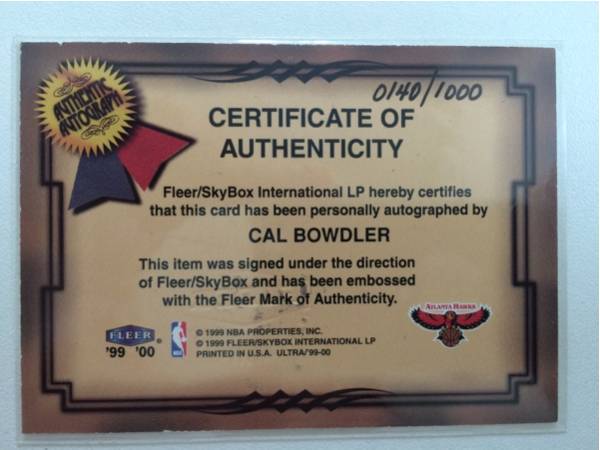 0140/1000
AUTHENTIC
AUTOGRAPH
CERTIFICATE OF
AUTHENTICITY
Fleer/SkyBox International LP hereby certifies
that this card has been personally autographed by
CAL BOWDLER
This item was signed under the direction
of Fleer/SkyBox and has been embossed
with the Fleer Mark of Authenticity.
ATLANTA HAWKS
FLEER ®
'99 '00
NBA
© 1999 NBA PROPERTIES, INC.
© 1999 FLEER/SKYBOX INTERNATIONAL LP
PRINTED IN U.S.A. ULTRA/'99-00